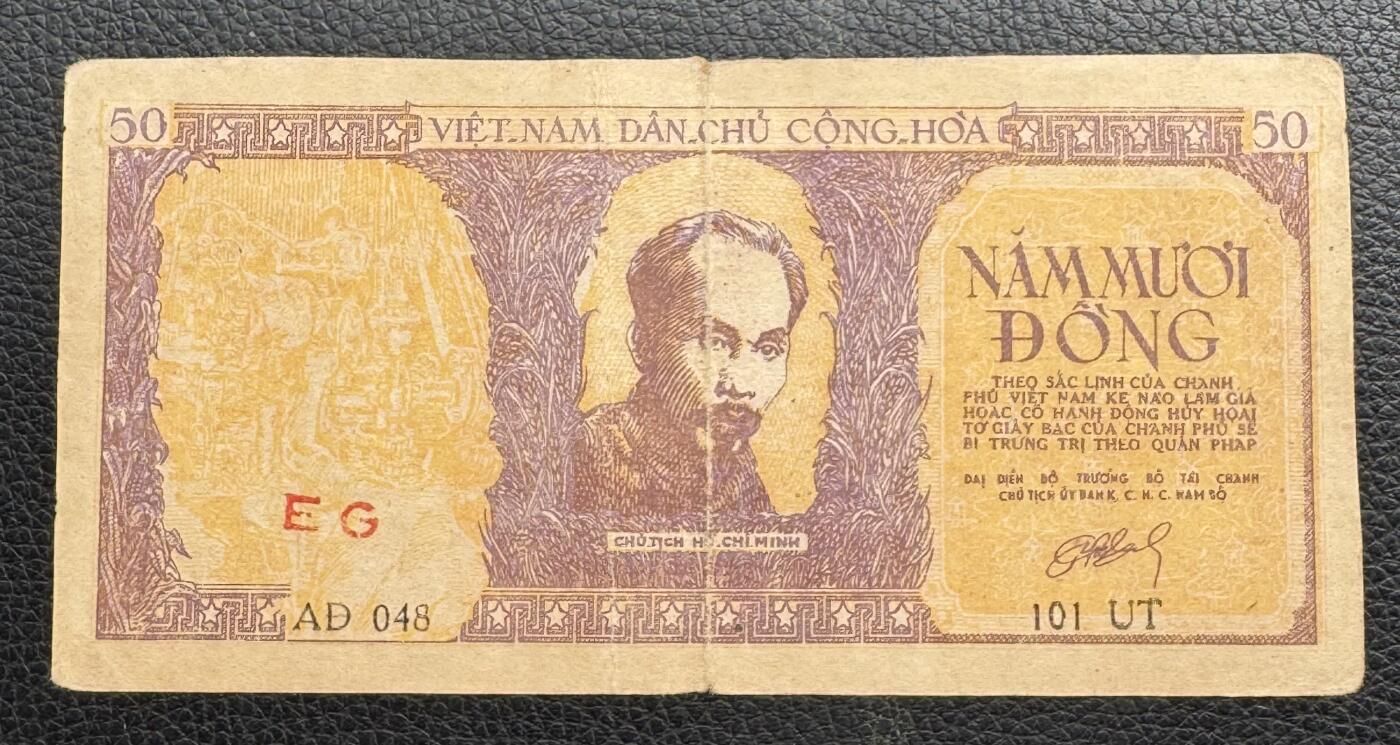 50 VIỆT NAM DÂN CHỦ CỘNG HÒA 50
NĂM MƯƠI
ĐỒNG
THEO SẮC LỊNH CỦA CHÁNH
PHỦ VIỆT NAM KẺ NÀO LÀM GIẢ
HOẶC CÓ HÀNH ĐỘNG HỦY HOẠI
TỜ GIẤY BẠC CỦA CHÁNH PHỦ SẼ
BỊ TRỪNG TRỊ THEO QUÂN PHÁP
ĐẠI DIỆN BỘ TRƯỞNG BỘ TÀI CHÁNH
CHỦ TỊCH ỦY BAN K. C. H. C. NAM BỘ
EG
CHỦ TỊCH HỒ CHÍ MINH
AĐ 048
101 UT